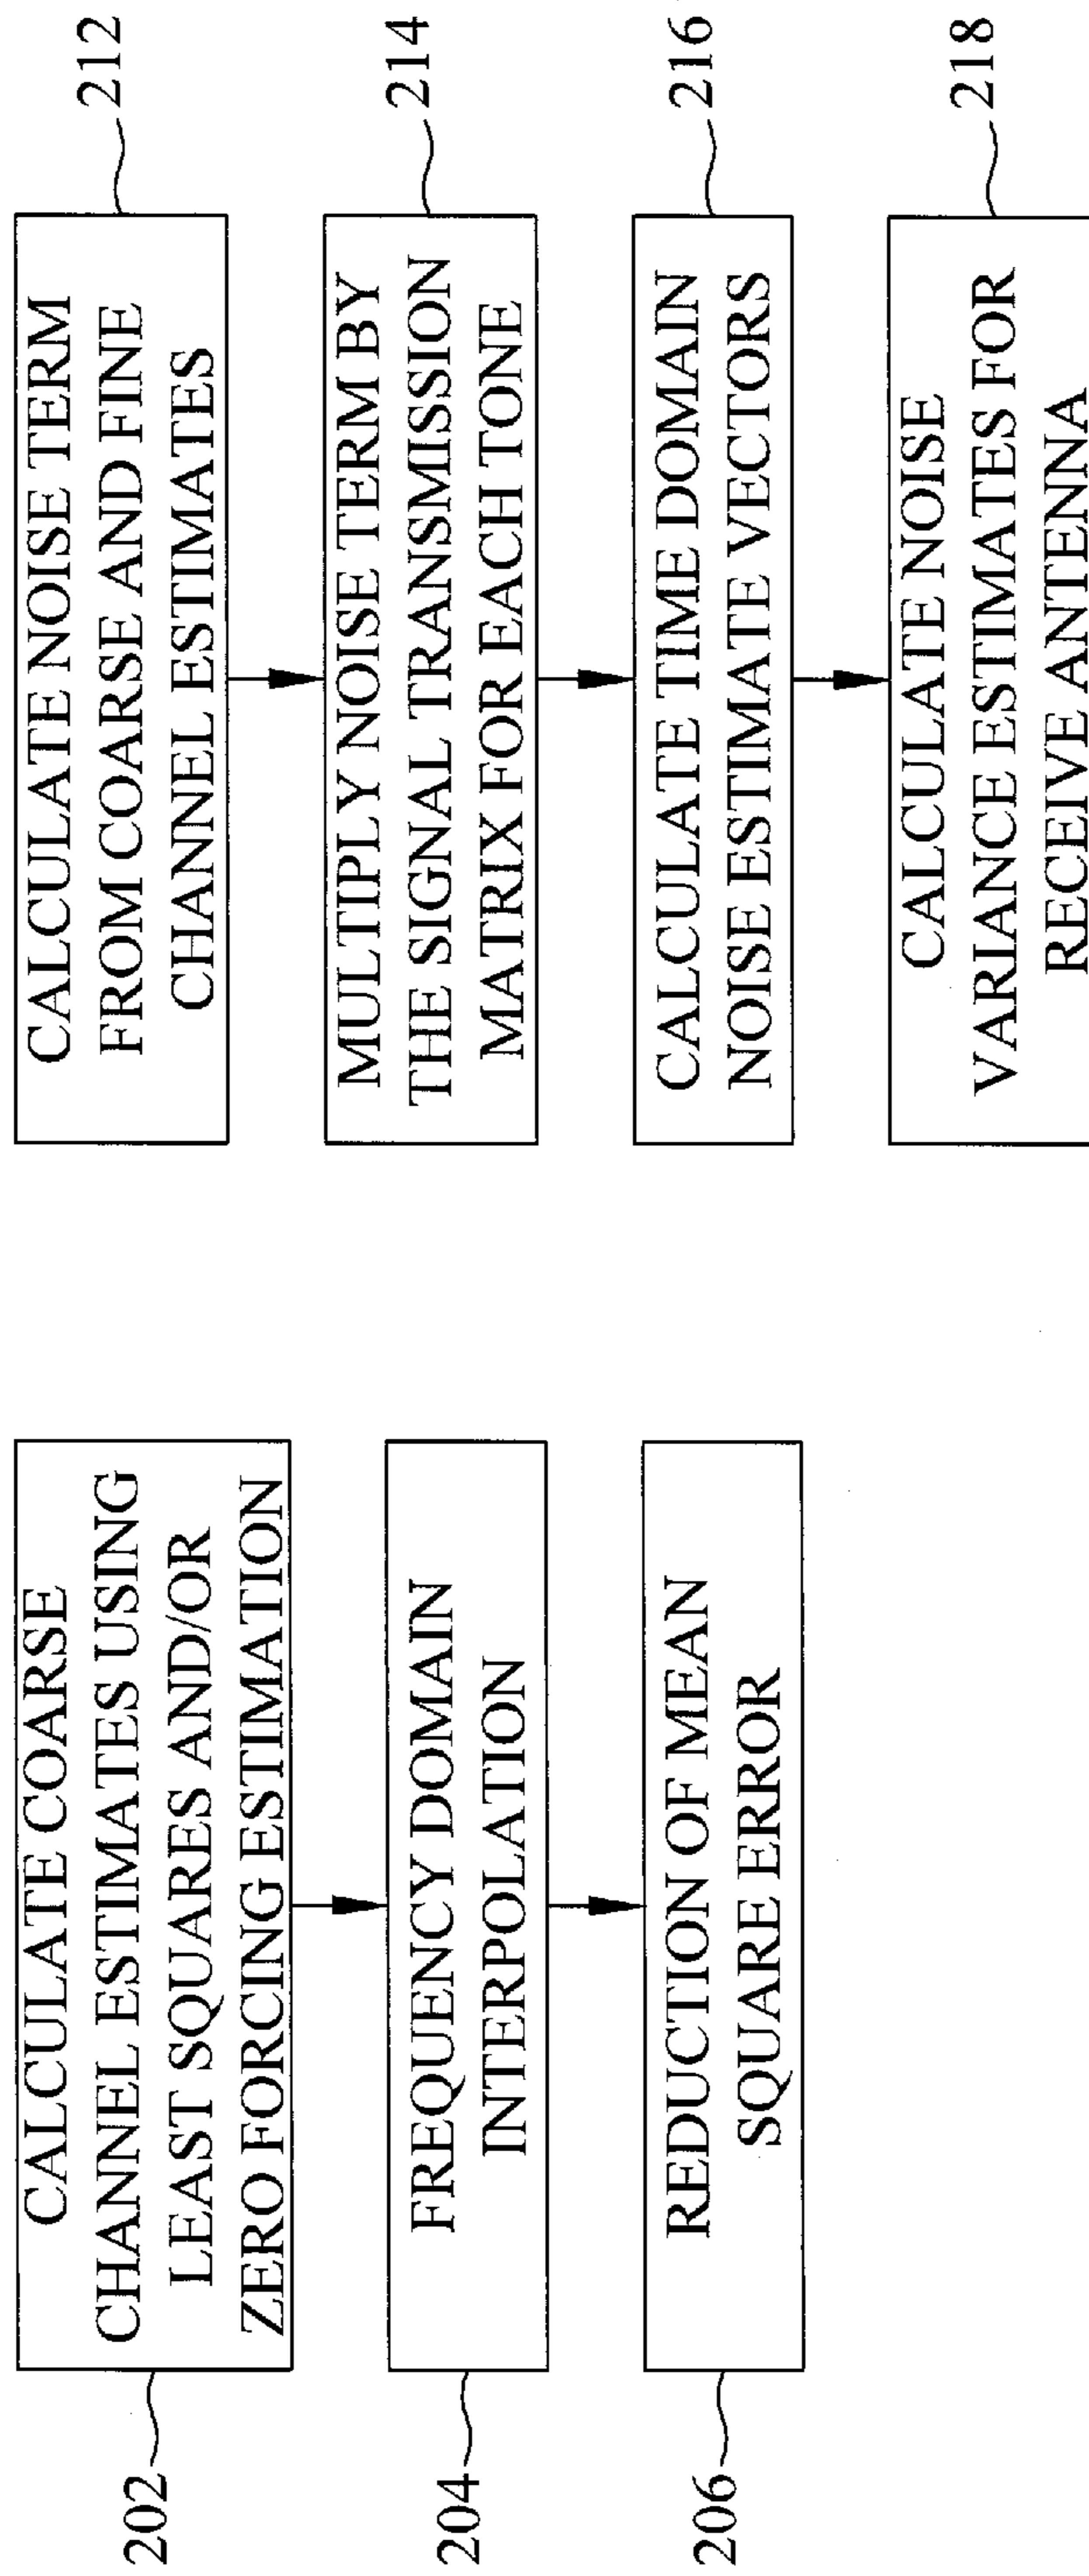 202
CALCULATE COARSE
CHANNEL ESTIMATES USING
LEAST SQUARES AND/OR
ZERO FORCING ESTIMATION
204
FREQUENCY DOMAIN
INTERPOLATION
206
REDUCTION OF MEAN
SQUARE ERROR
CALCULATE NOISE TERM
FROM COARSE AND FINE
CHANNEL ESTIMATES
212
MULTIPLY NOISE TERM BY
THE SIGNAL TRANSMISSION
MATRIX FOR EACH TONE
214
CALCULATE TIME DOMAIN
NOISE ESTIMATE VECTORS
216
CALCULATE NOISE
VARIANCE ESTIMATES FOR
RECEIVE ANTENNA
218